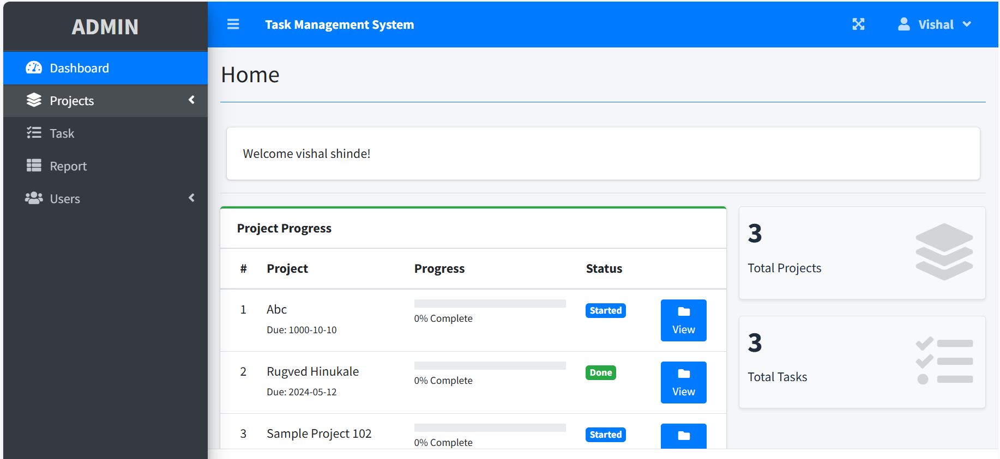 ADMIN
Task Management System
Vishal
Dashboard
Projects
Task
Report
Users
Home
Welcome vishal shinde!
Project Progress
# Project Progress Status
1 Abc 0% Complete Started View
Due: 1000-10-10
2 Rugved Hinukale 0% Complete Done View
Due: 2024-05-12
3 Sample Project 102 0% Complete Started
3
Total Projects
3
Total Tasks